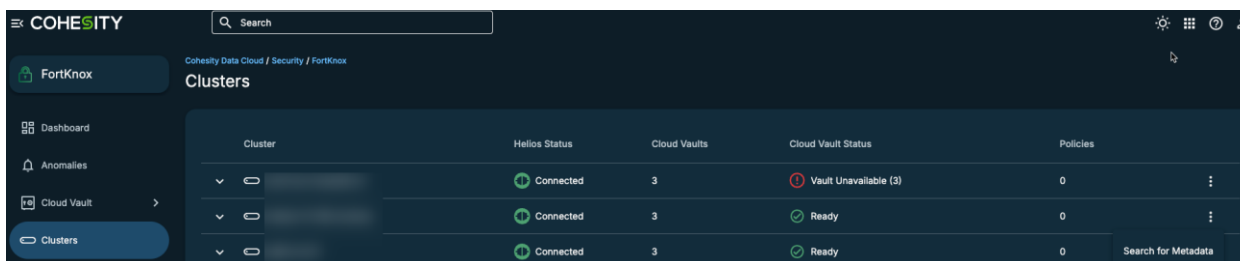 COHESITY
Search
FortKnox
Cohesity Data Cloud / Security / FortKnox
Clusters
Dashboard
Anomalies
Cloud Vault
Clusters
Cluster Helios Status Cloud Vaults Cloud Vault Status Policies
Connected 3 Vault Unavailable (3) 0
Connected 3 Ready 0
Connected 3 Ready 0
Search for Metadata